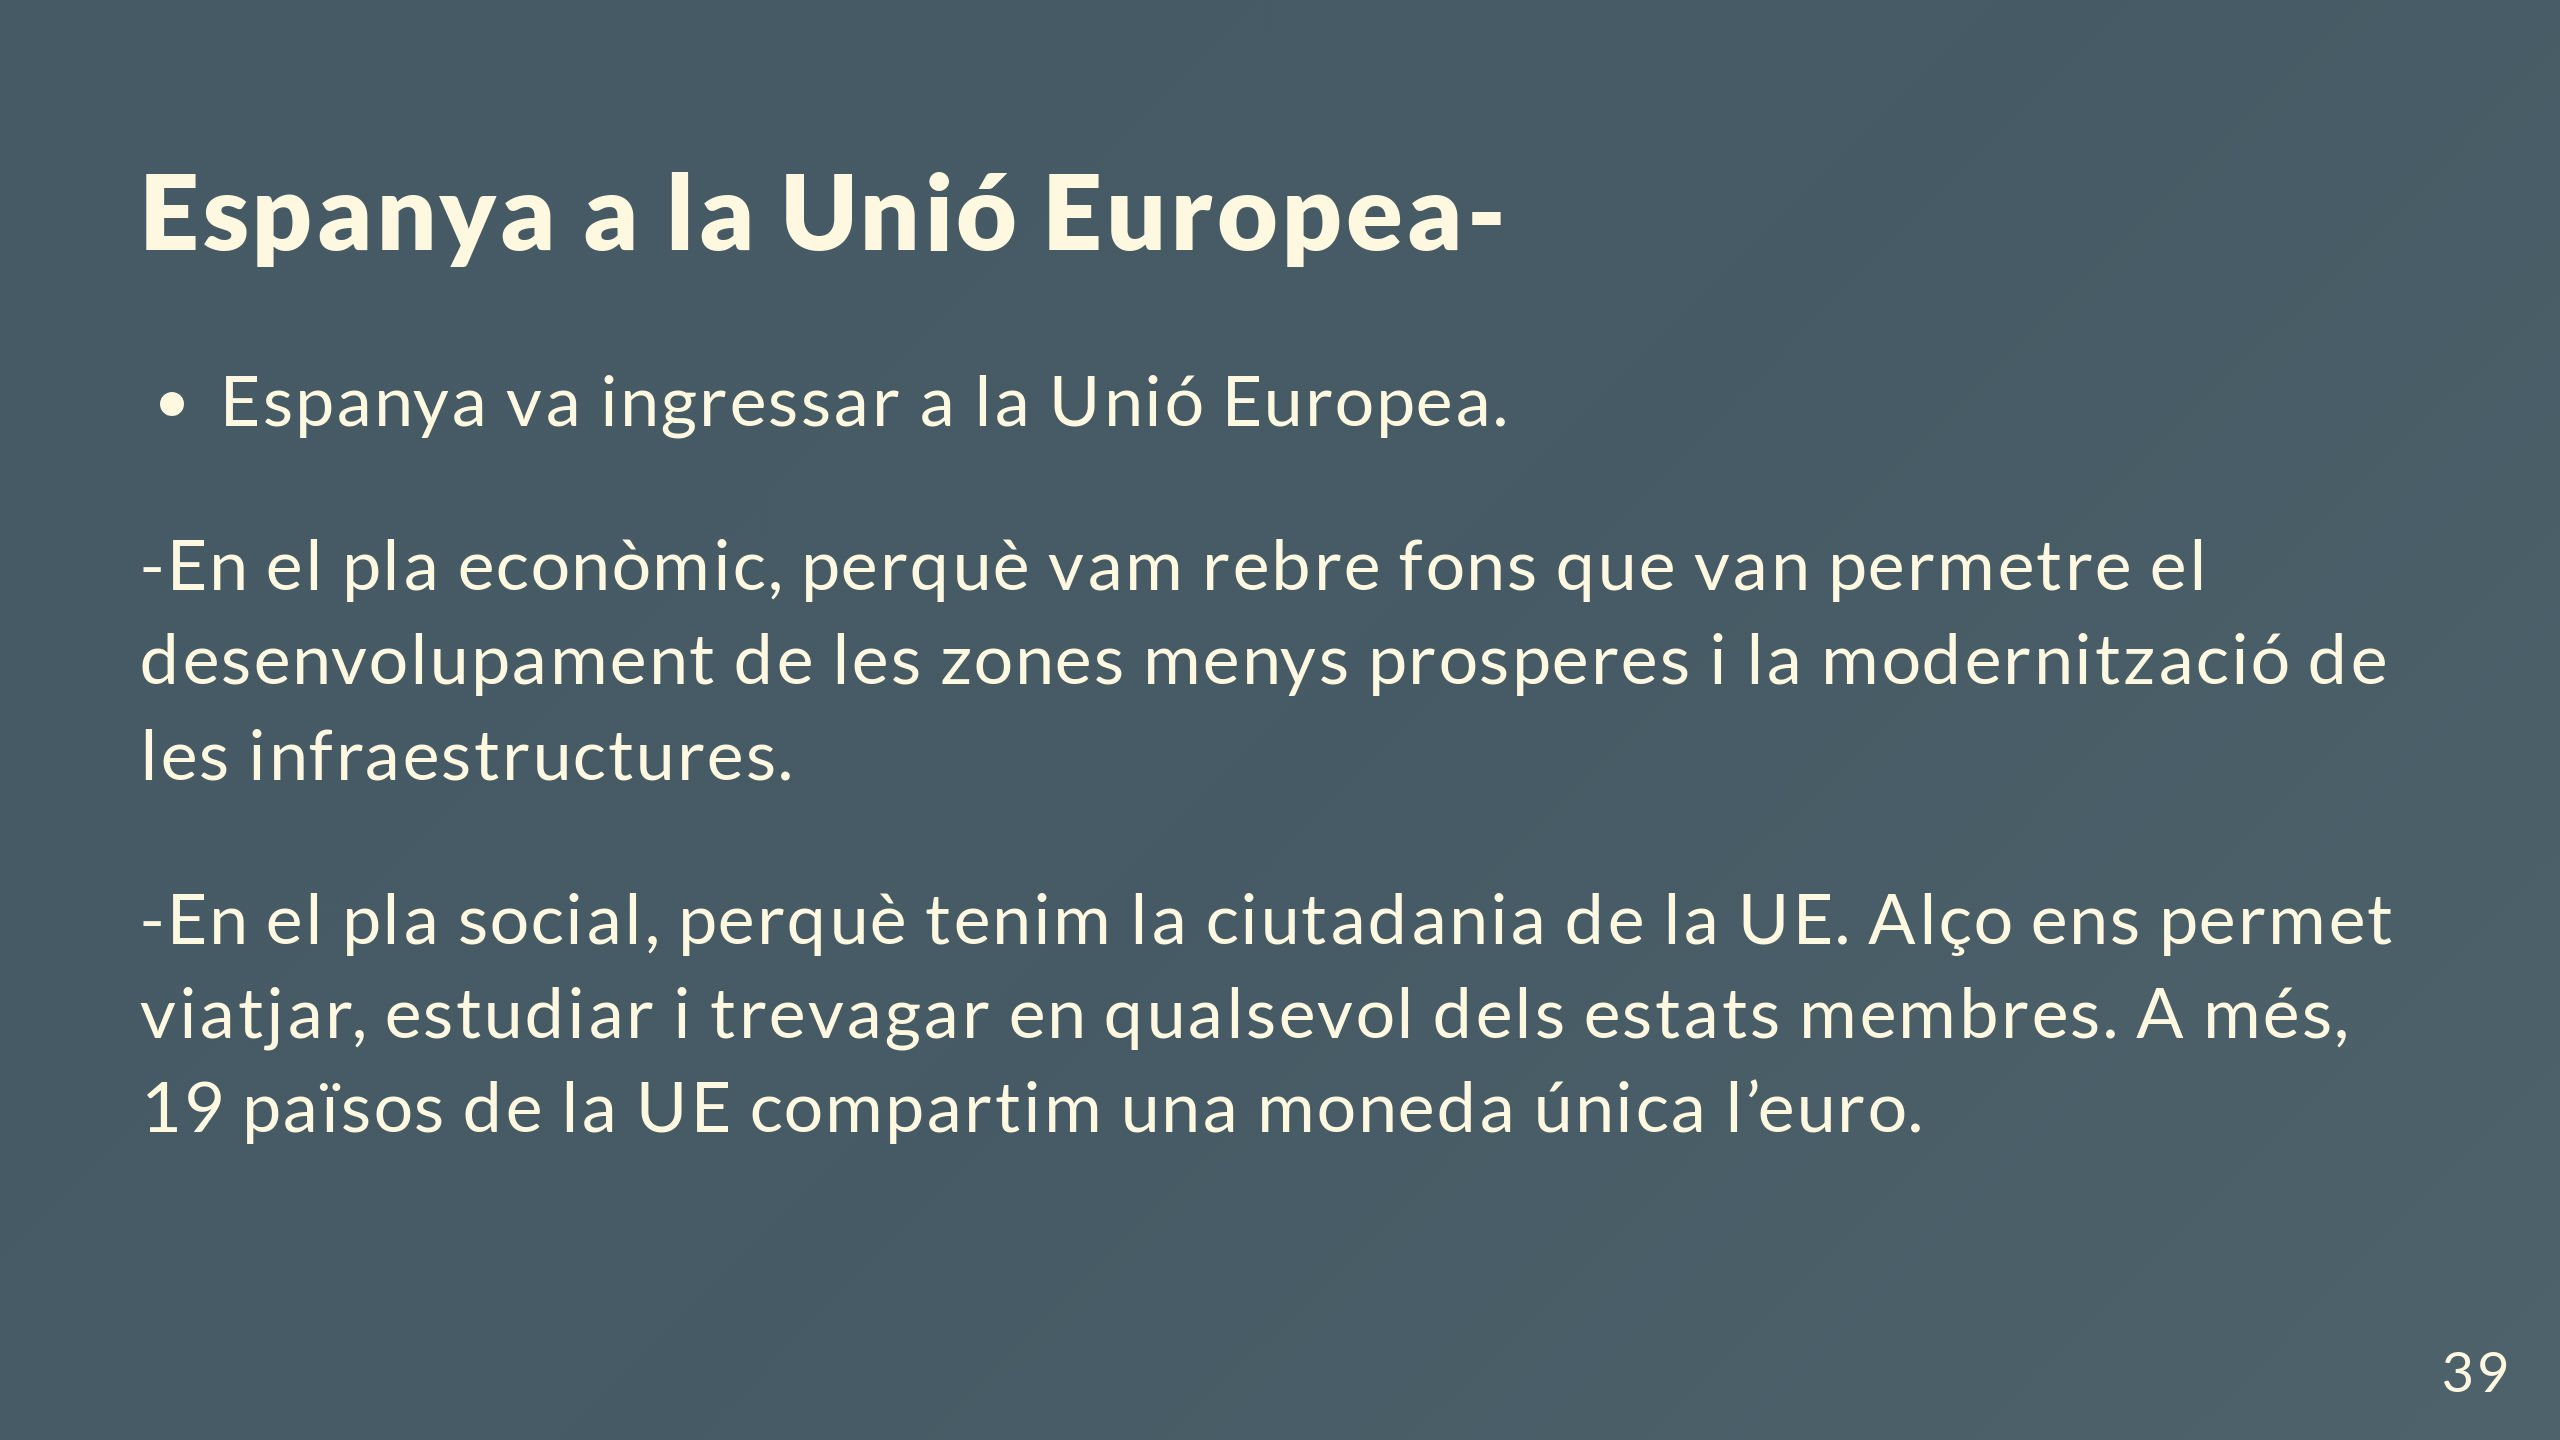 Espanya a la Unió Europea-
• Espanya va ingressar a la Unió Europea.
-En el pla econòmic, perquè vam rebre fons que van permetre el
desenvolupament de les zones menys prosperes i la modernització de
les infraestructures.
-En el pla social, perquè tenim la ciutadania de la UE. Alço ens permet
viatjar, estudiar i trevagar en qualsevol dels estats membres. A més,
19 països de la UE compartim una moneda única l’euro.
39